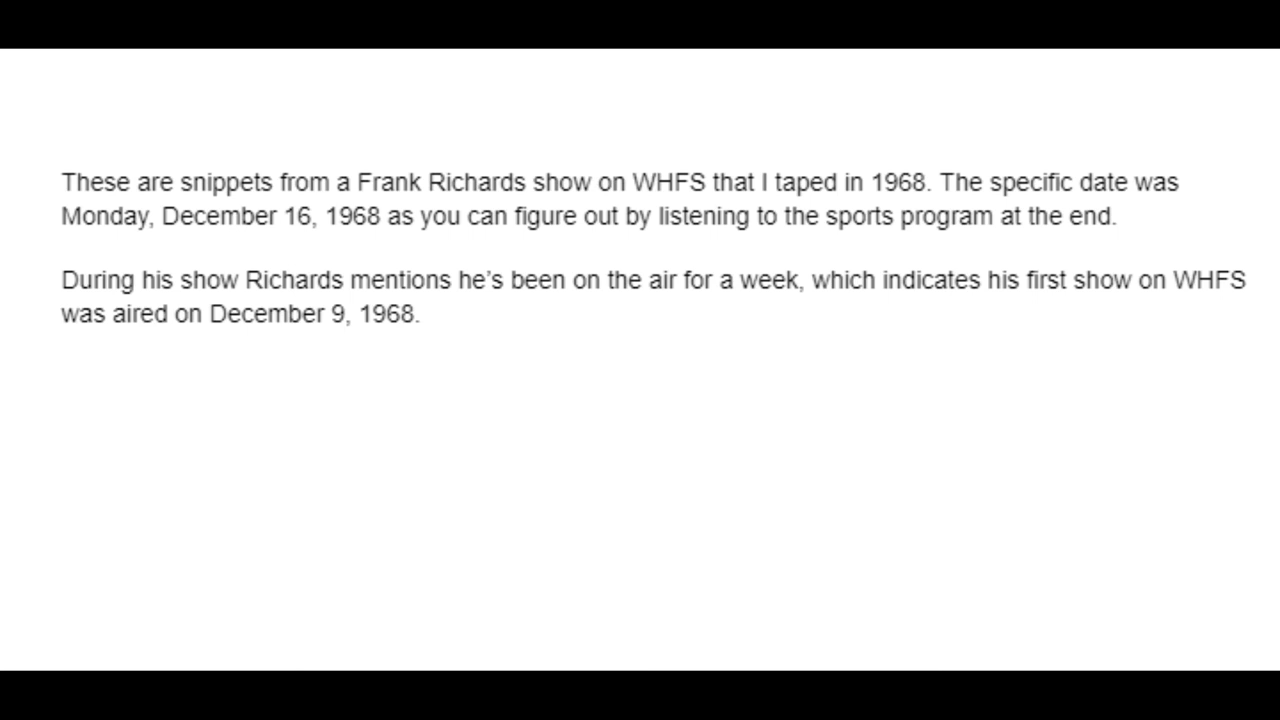 These are snippets from a Frank Richards show on WHFS that I taped in 1968. The specific date was
Monday, December 16, 1968 as you can figure out by listening to the sports program at the end.
During his show Richards mentions he’s been on the air for a week, which indicates his first show on WHFS
was aired on December 9, 1968.